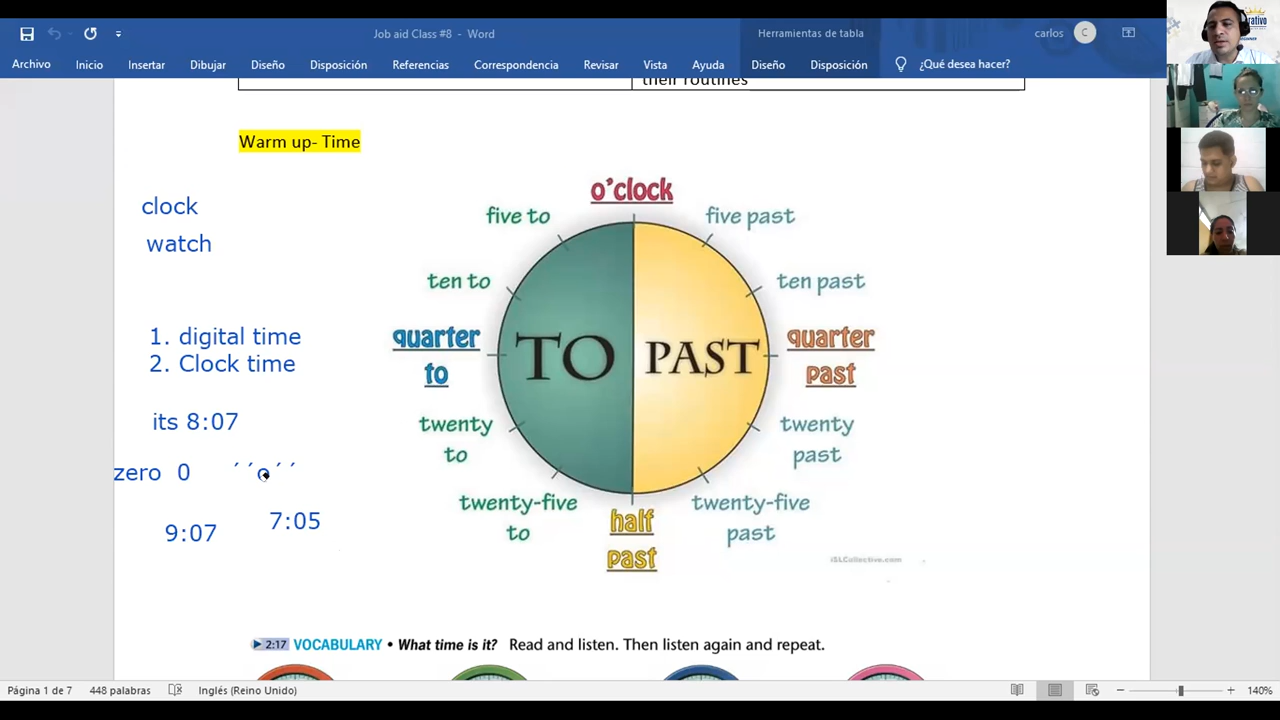 Job aid Class #8 - Word
Herramientas de tabla
carlos
C
Archivo
Inicio
Insertar
Dibujar
Diseño
Disposición
Referencias
Correspondencia
Revisar
Vista
Ayuda
Diseño
Disposición
¿Qué desea hacer?
their routines
Warm up- Time
clock
watch
1. digital time
2. Clock time
its 8:07
zero 0 ´´o´´
9:07
7:05
o'clock
five to
five past
ten to
ten past
quarter
to
quarter
past
TO PAST
twenty
to
twenty
past
twenty-five
to
twenty-five
past
half
past
iSLCollective.com
2:17 VOCABULARY • What time is it? Read and listen. Then listen again and repeat.
Página 1 de 7
448 palabras
Inglés (Reino Unido)
140%